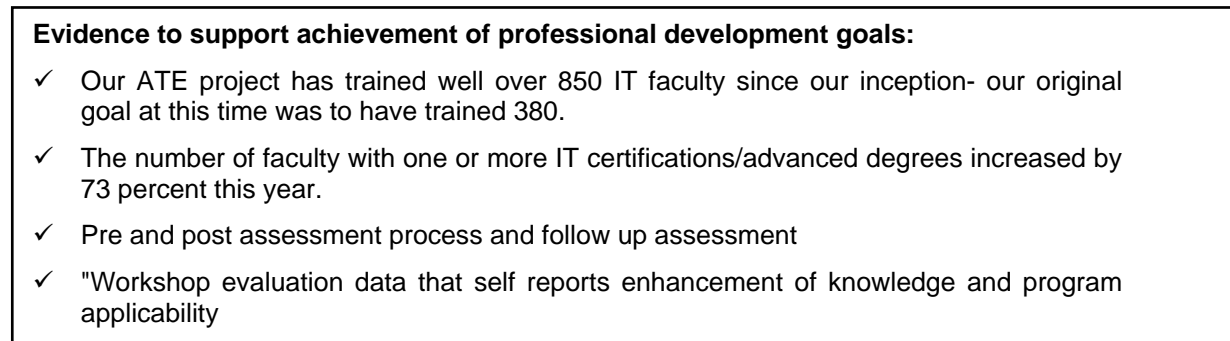 Evidence to support achievement of professional development goals:
✓ Our ATE project has trained well over 850 IT faculty since our inception- our original
goal at this time was to have trained 380.
✓ The number of faculty with one or more IT certifications/advanced degrees increased by
73 percent this year.
✓ Pre and post assessment process and follow up assessment
✓ "Workshop evaluation data that self reports enhancement of knowledge and program
applicability